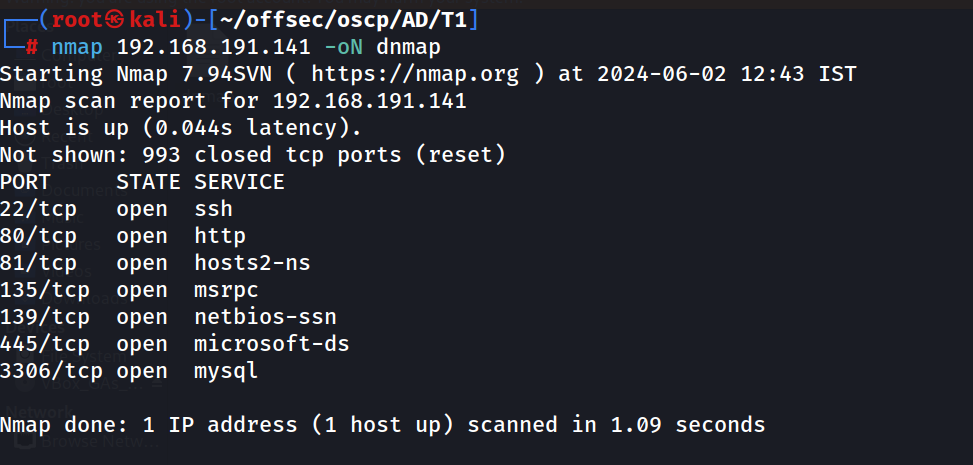 (root㉿kali)-[~/offsec/oscp/AD/T1]
# nmap 192.168.191.141 -oN dnmap
Starting Nmap 7.94SVN ( https://nmap.org ) at 2024-06-02 12:43 IST
Nmap scan report for 192.168.191.141
Host is up (0.044s latency).
Not shown: 993 closed tcp ports (reset)
PORT     STATE SERVICE
22/tcp   open  ssh
80/tcp   open  http
81/tcp   open  hosts2-ns
135/tcp  open  msrpc
139/tcp  open  netbios-ssn
445/tcp  open  microsoft-ds
3306/tcp open  mysql
Nmap done: 1 IP address (1 host up) scanned in 1.09 seconds
Network
Browse Netw...